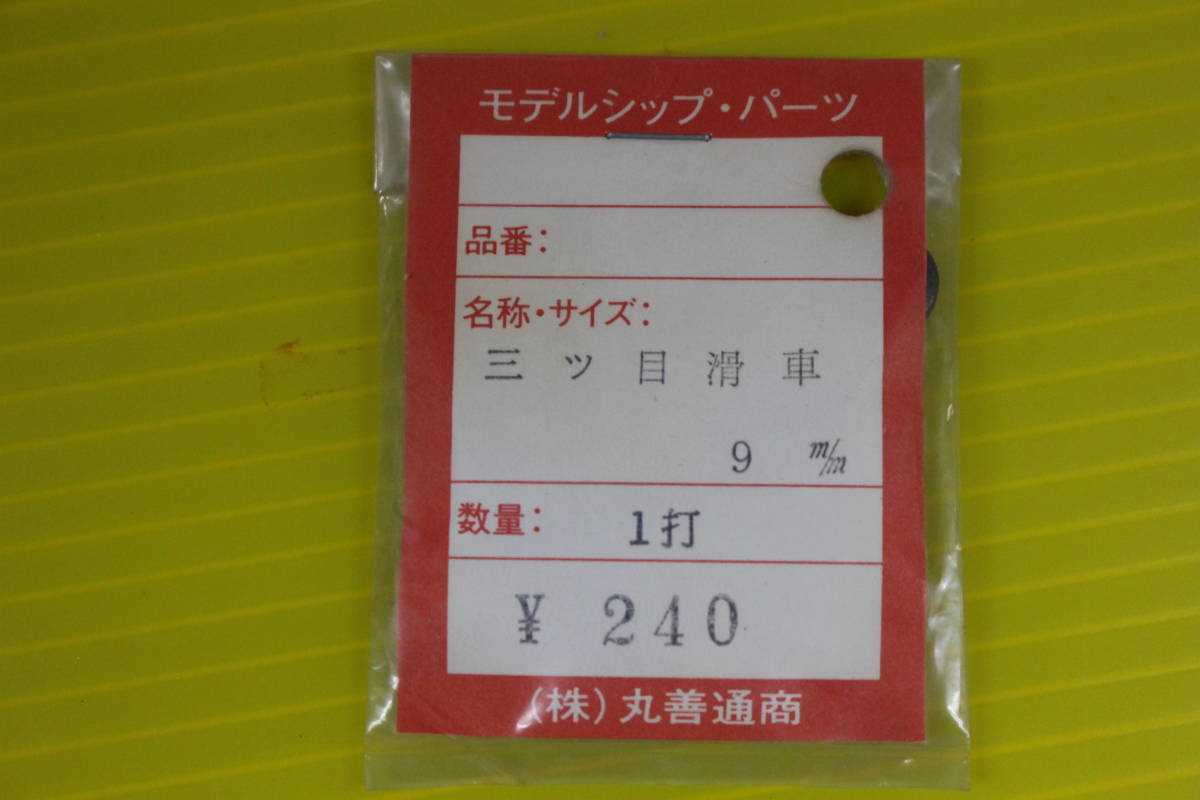 モデルシップ・パーツ
品番：
名称・サイズ：
三ツ目滑車
9 m/m
数量： 1打
¥ 240
(株)丸善通商